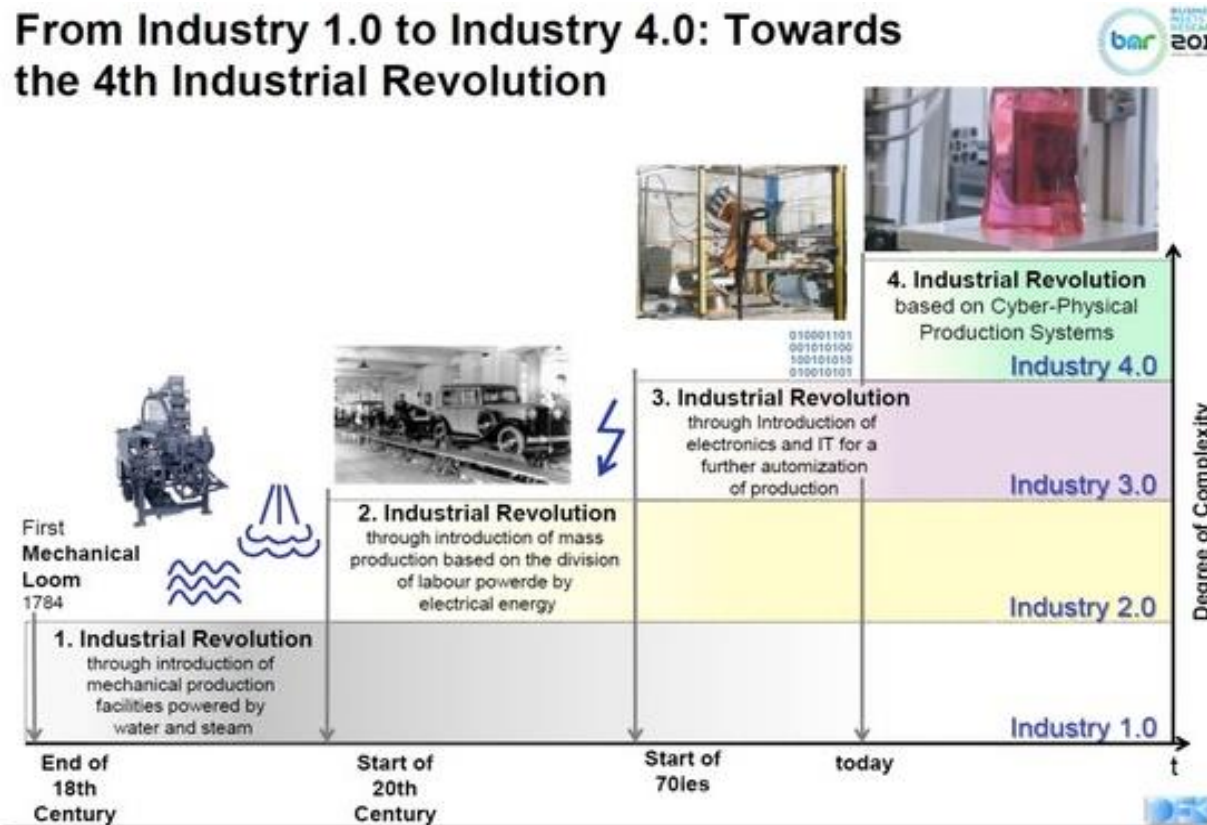 From Industry 1.0 to Industry 4.0: Towards
the 4th Industrial Revolution
bmr
4. Industrial Revolution
based on Cyber-Physical
Production Systems
Industry 4.0
010001101
001010100
100101010
010010101
3. Industrial Revolution
through Introduction of
electronics and IT for a
further automization
of production
Industry 3.0
2. Industrial Revolution
through introduction of mass
production based on the division
of labour powerde by
electrical energy
Industry 2.0
First
Mechanical
Loom
1784
1. Industrial Revolution
through introduction of
mechanical production
facilities powered by
water and steam
Industry 1.0
Degree of Complexity
End of
18th
Century
Start of
20th
Century
Start of
70ies
today
t